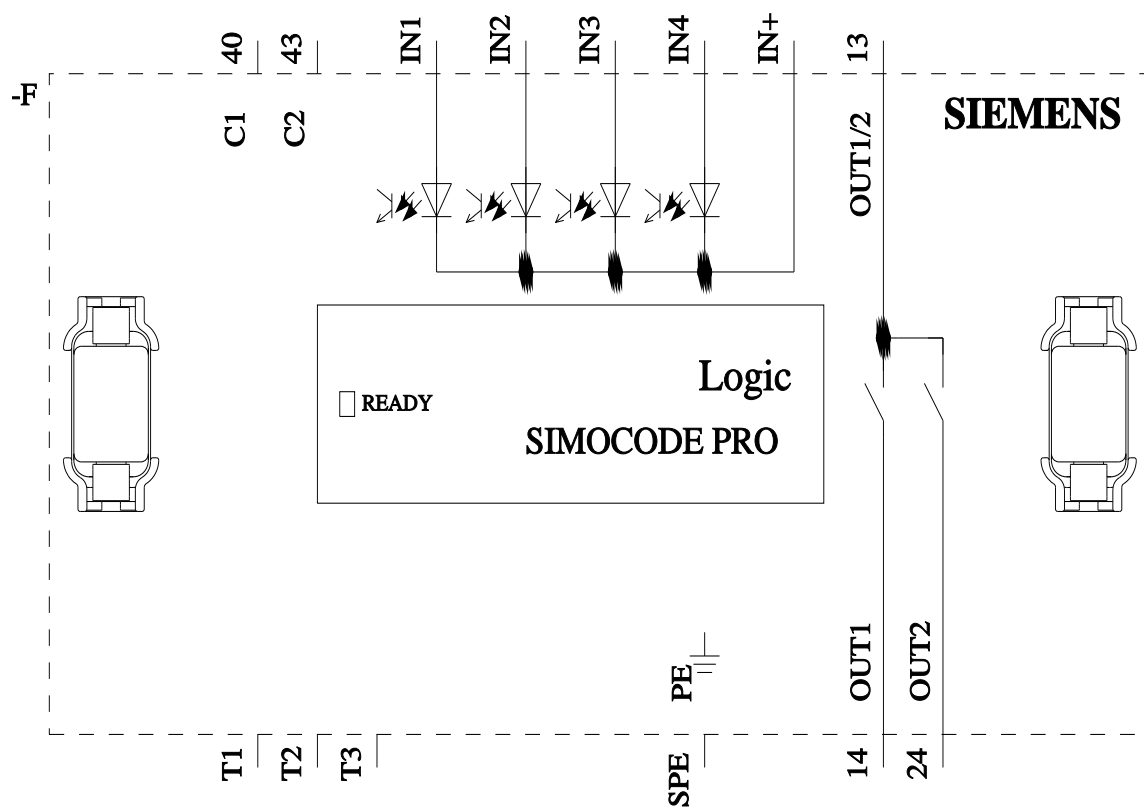 40
43
IN1
IN2
IN3
IN4
IN+
13
-F
C1
C2
OUT1/2
SIEMENS
Logic
READY
SIMOCODE PRO
PE
OUT1
OUT2
T1
T2
T3
SPE
14
24